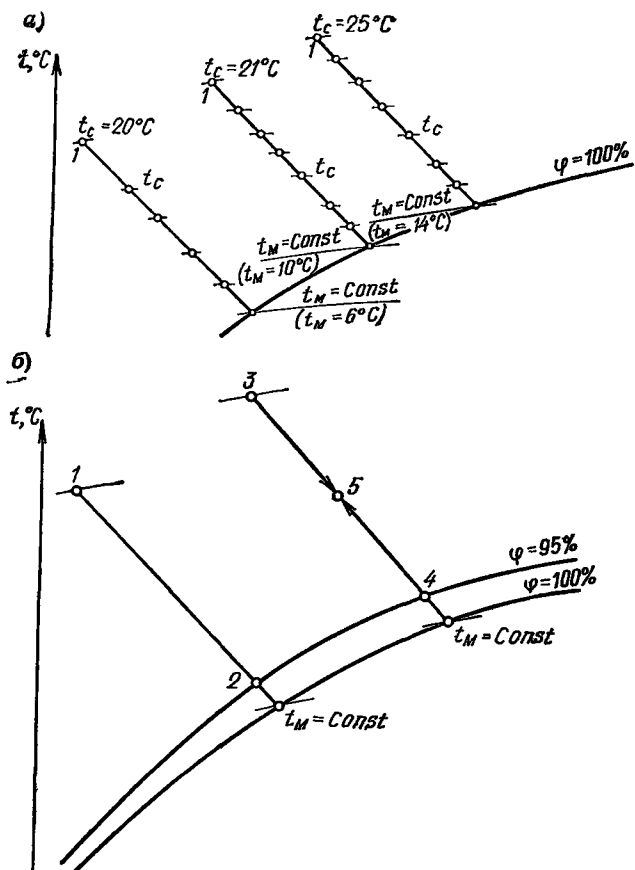 а)
t,°C
t_c=25°C
1
t_c=21°C
1
t_c=20°C
1
t_c
t_c
t_c
φ=100%
t_м=Const
(t_м=14°C)
t_м=Const
(t_м=10°C)
t_м=Const
(t_м=6°C)
б)
t,°C
3
1
5
φ=95%
4
φ=100%
t_м=Const
2
t_м=Const